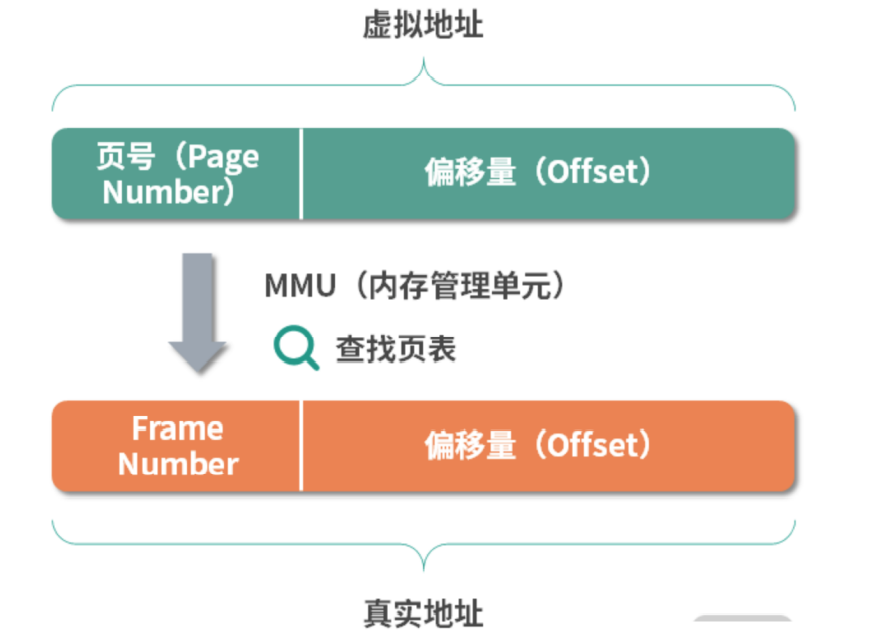 虚拟地址
页号（Page
Number）
偏移量（Offset）
MMU（内存管理单元）
查找页表
Frame
Number
偏移量（Offset）
真实地址